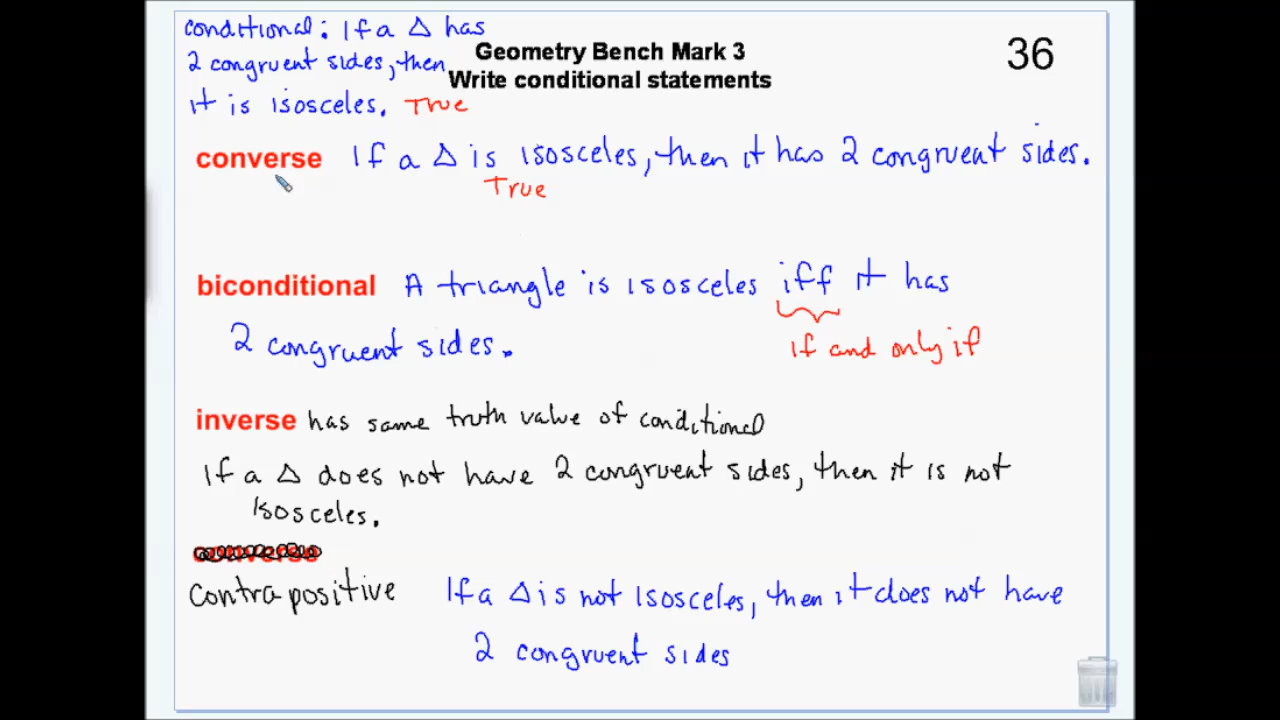 conditional: If a Δ has
2 congruent sides, then
it is isosceles. True
Geometry Bench Mark 3
Write conditional statements
36
converse If a Δ is isosceles, then it has 2 congruent sides.
True
biconditional A triangle is isosceles iff it has
2 congruent sides.
if and only if
inverse has same truth value of conditional
If a Δ does not have 2 congruent sides, then it is not
isosceles.
contrapositive If a Δ is not isosceles, then it does not have
2 congruent sides